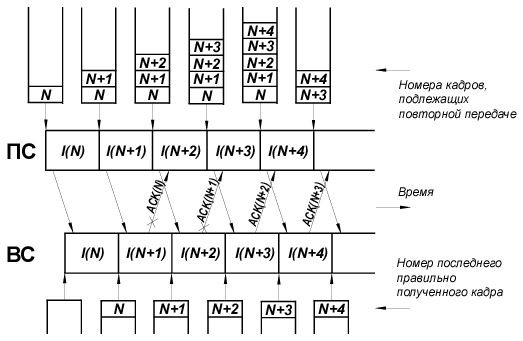 N+4
N+3 N+3
N+2 N+2 N+2
N+1 N+1 N+1 N+1 N+4
N N N N N N+3
Номера кадров,
подлежащих
повторной передаче
ПС I(N) I(N+1) I(N+2) I(N+3) I(N+4)
ACK(N) ACK(N+1) ACK(N+2) ACK(N+3)
Время
ВС I(N) I(N+1) I(N+2) I(N+3) I(N+4)
Номер последнего
правильно
полученного кадра
N N+1 N+2 N+3 N+4